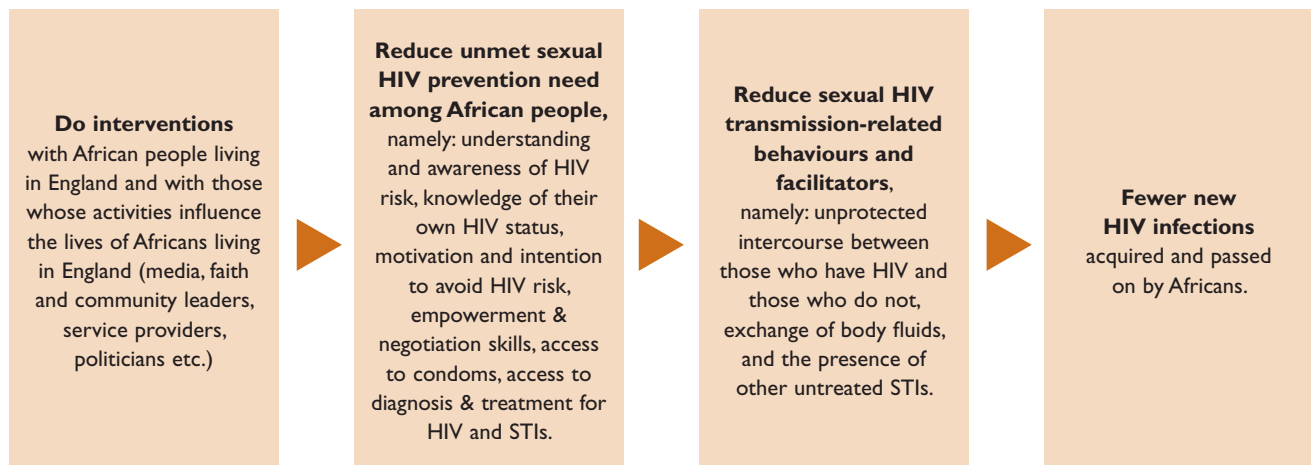 Do interventions
with African people living
in England and with those
whose activities influence
the lives of Africans living
in England (media, faith
and community leaders,
service providers,
politicians etc.)
Reduce unmet sexual
HIV prevention need
among African people,
namely: understanding
and awareness of HIV
risk, knowledge of their
own HIV status,
motivation and intention
to avoid HIV risk,
empowerment &
negotiation skills, access
to condoms, access to
diagnosis & treatment for
HIV and STIs.
Reduce sexual HIV
transmission-related
behaviours and
facilitators,
namely: unprotected
intercourse between
those who have HIV and
those who do not,
exchange of body fluids,
and the presence of
other untreated STIs.
Fewer new
HIV infections
acquired and passed
on by Africans.